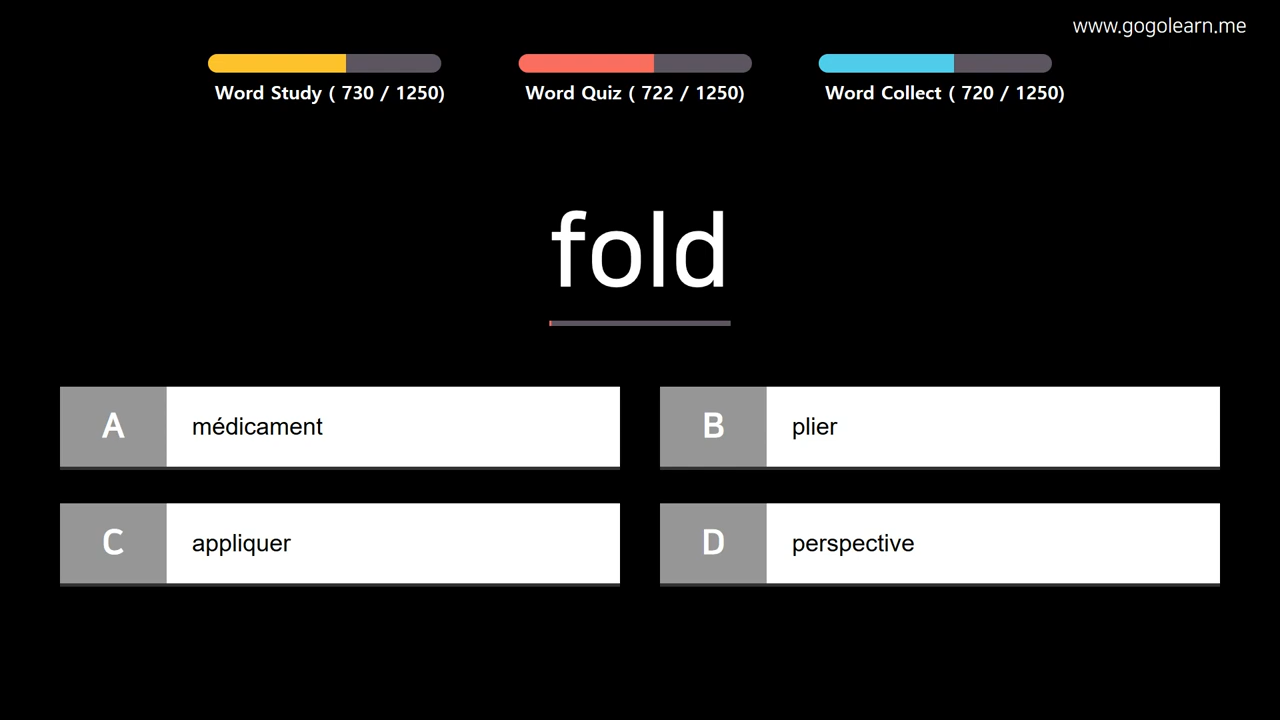 www.gogolearn.me
Word Study ( 730 / 1250)
Word Quiz ( 722 / 1250)
Word Collect ( 720 / 1250)
fold
A médicament
B plier
C appliquer
D perspective